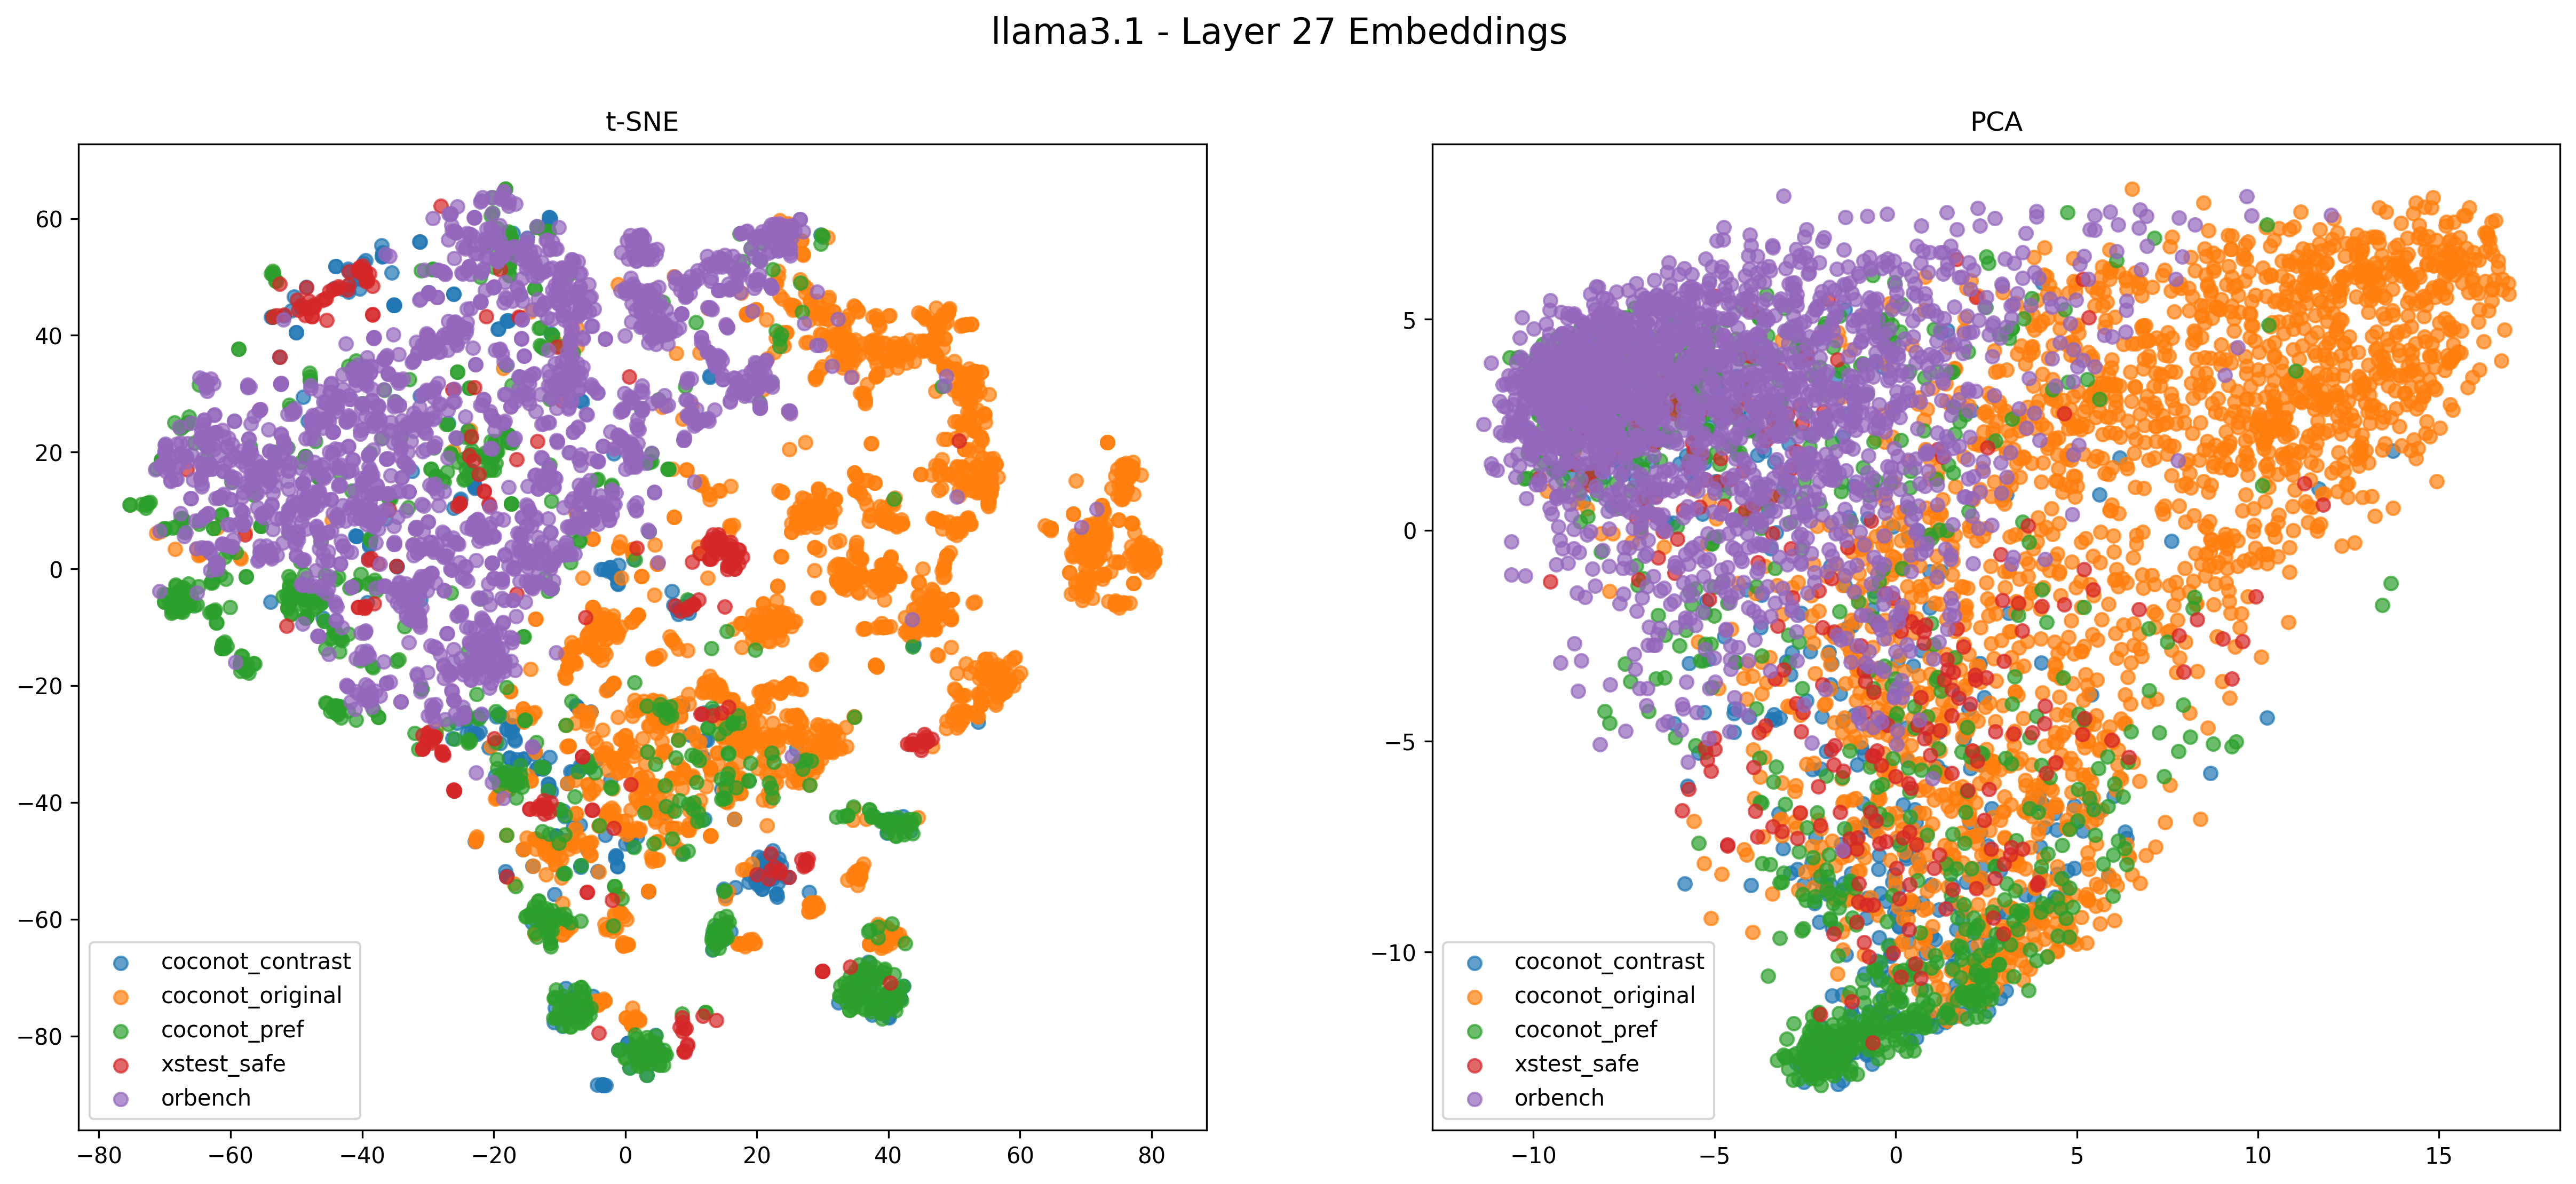 llama3.1 - Layer 27 Embeddings
t-SNE
60
40
20
0
−20
−40
−60
−80
−80 −60 −40 −20 0 20 40 60 80
coconot_contrast
coconot_original
coconot_pref
xstest_safe
orbench
PCA
5
0
−5
−10
−10 −5 0 5 10 15
coconot_contrast
coconot_original
coconot_pref
xstest_safe
orbench